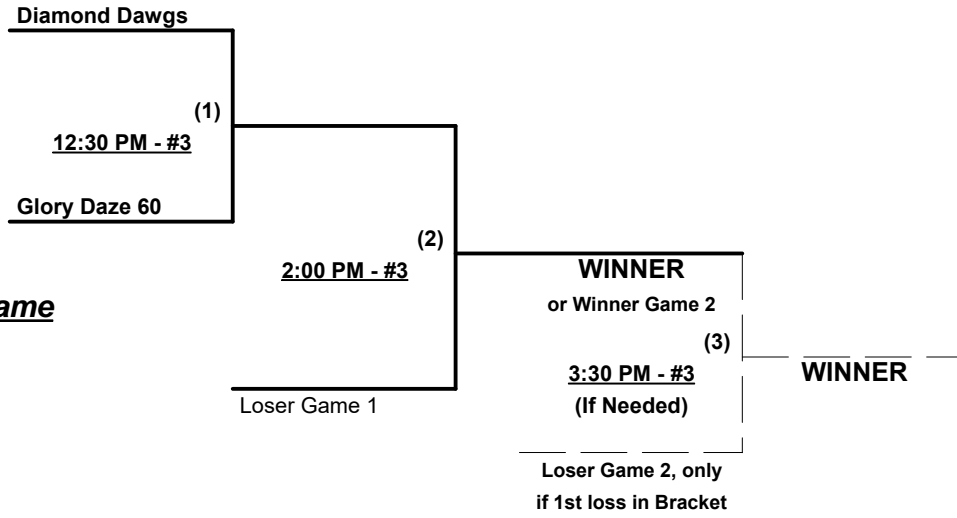 Diamond Dawgs
(1)
12:30 PM - #3
Glory Daze 60
(2)
2:00 PM - #3
WINNER
or Winner Game 2
(3)
3:30 PM - #3
WINNER
(If Needed)
Loser Game 1
Loser Game 2, only
if 1st loss in Bracket